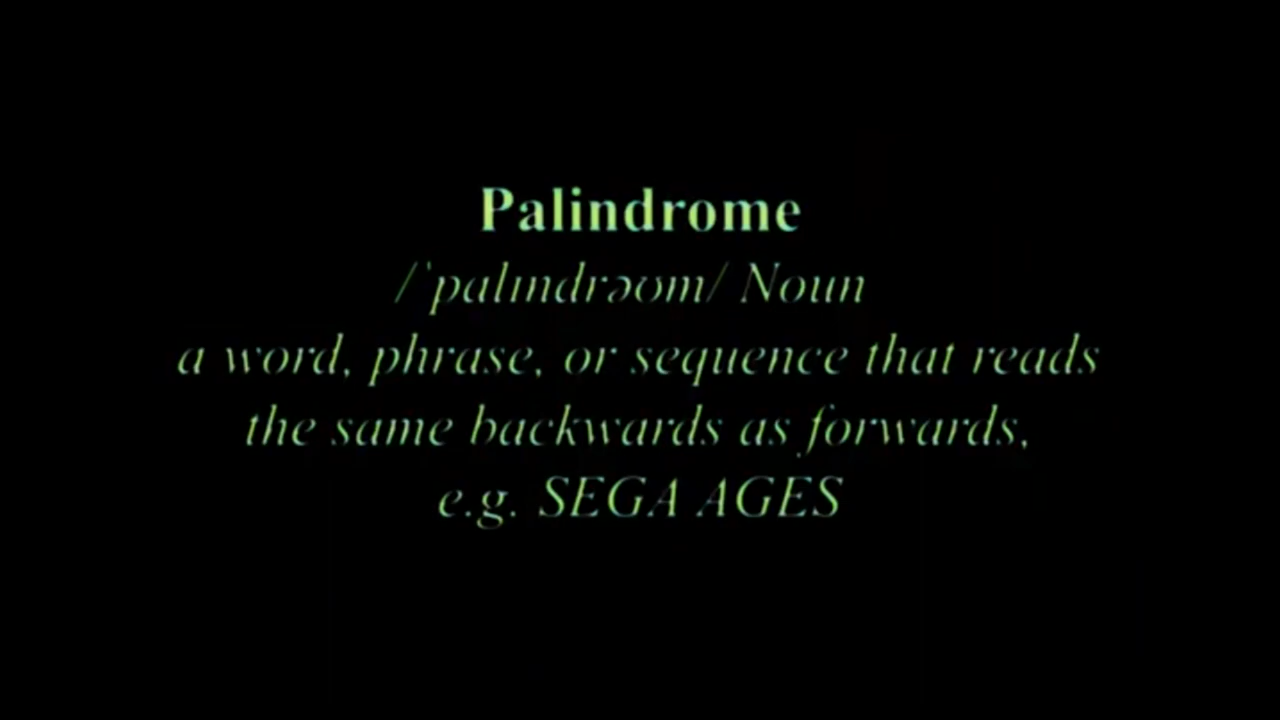 Palindrome
/ˈpalɪndrəʊm/ Noun
a word, phrase, or sequence that reads
the same backwards as forwards,
e.g. SEGA AGES